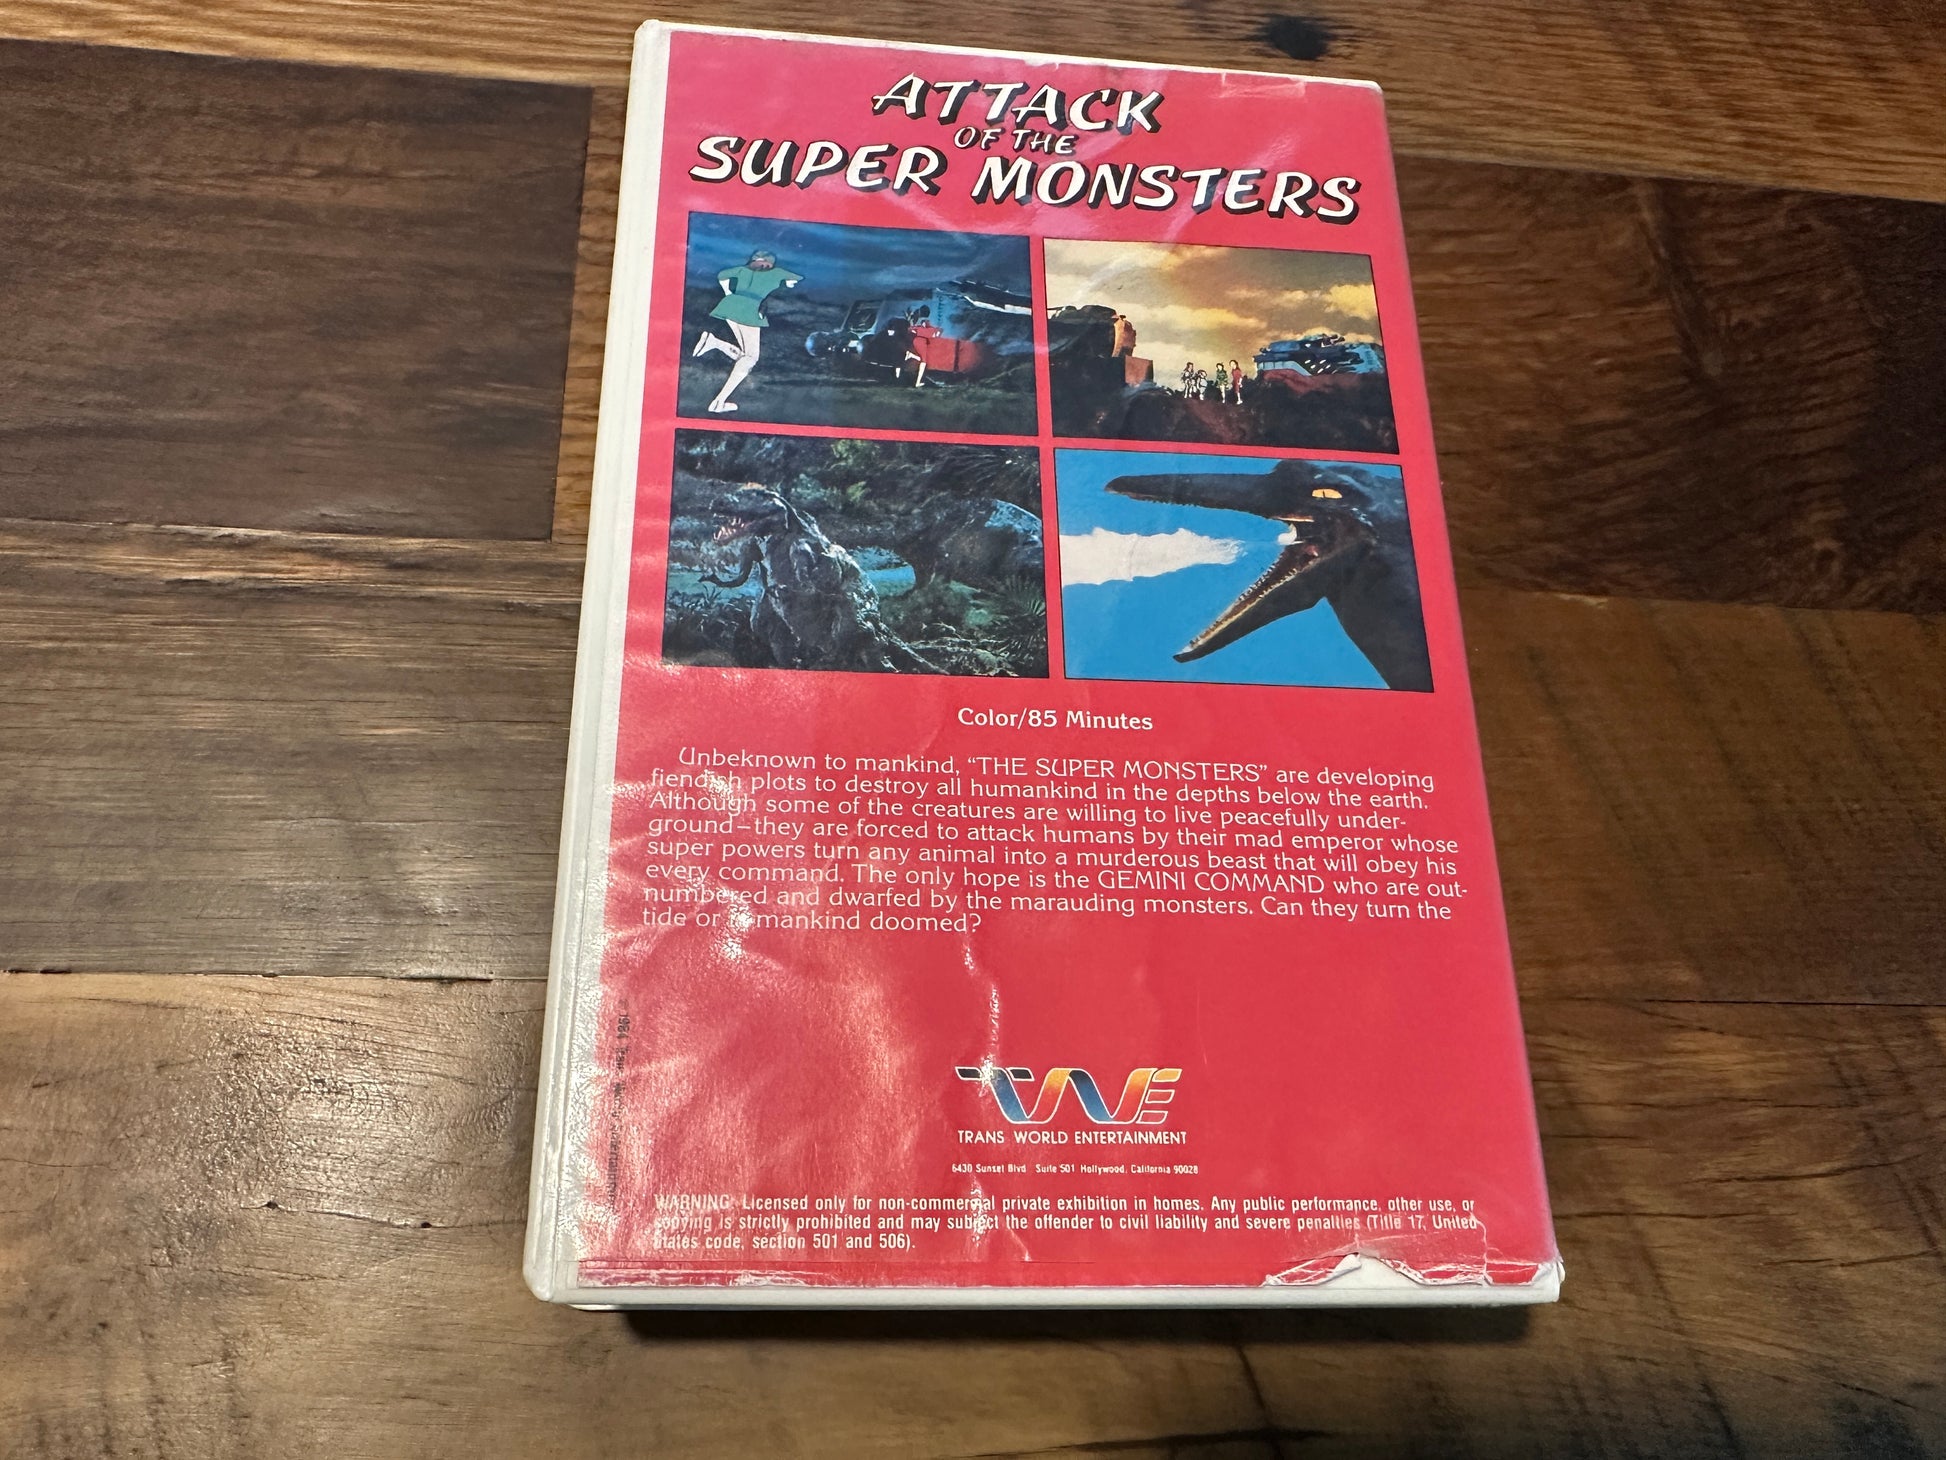 ATTACK
OF THE
SUPER MONSTERS
Color/85 Minutes
Unbeknown to mankind, “THE SUPER MONSTERS” are developing
fiendish plots to destroy all humankind in the depths below the earth.
Although some of the creatures are willing to live peacefully under-
ground–they are forced to attack humans by their mad emperor whose
super powers turn any animal into a murderous beast that will obey his
every command. The only hope is the GEMINI COMMAND who are out-
numbered and dwarfed by the marauding monsters. Can they turn the
tide or is mankind doomed?
© 1984 Trans World Entertainment
TWE
TRANS WORLD ENTERTAINMENT
6430 Sunset Blvd Suite 501 Hollywood, California 90028
WARNING: Licensed only for non-commercial private exhibition in homes. Any public performance, other use, or
copying is strictly prohibited and may subject the offender to civil liability and severe penalties (Title 17, United
States code, section 501 and 506).